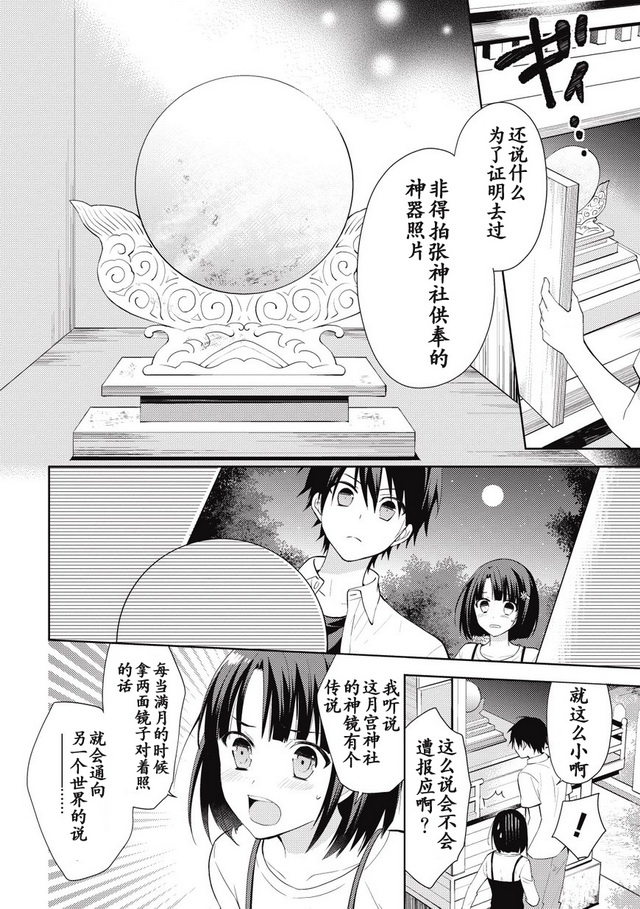 ギィ…
还说什么
为了证明去过
非得拍张神社供奉的
神器照片
就这么小啊
！
这么说会不会
遭报应啊？
我听说
这月宫神社
的神镜有个
传说
每当满月的时候
拿两面镜子对着照
的话
就会通向
另一个世界的说
——……